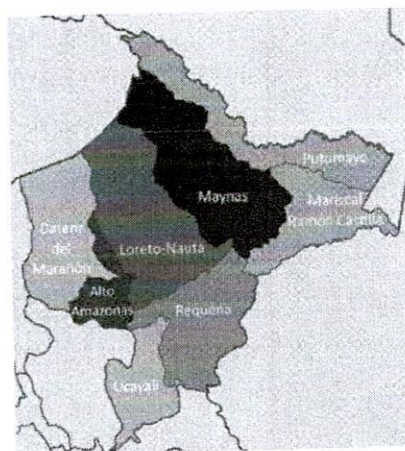 Putumayo
Mariscal
Ramón Castilla
Maynas
Datem
del
Marañón
Loreto-Nauta
Alto
Amazonas
Requena
Ucayali